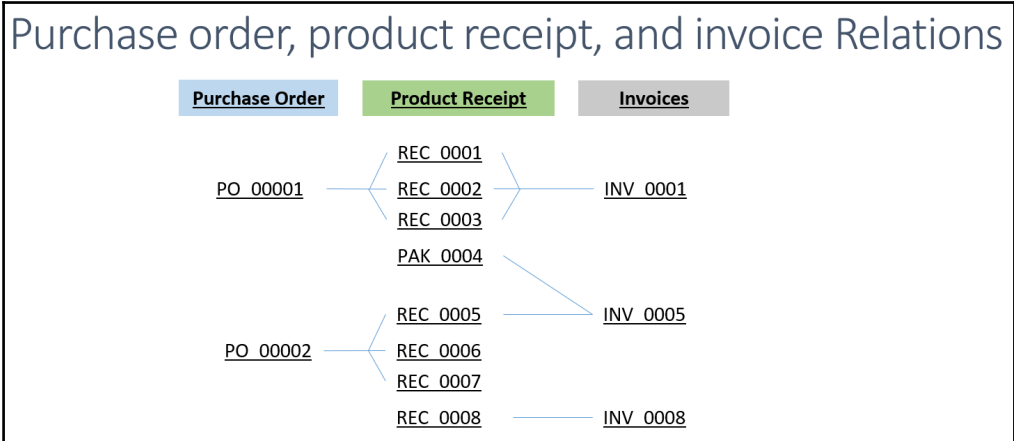 Purchase order, product receipt, and invoice Relations
Purchase Order Product Receipt Invoices
REC_0001
PO_00001 REC_0002 INV_0001
REC_0003
PAK_0004
REC_0005 INV_0005
PO_00002 REC_0006
REC_0007
REC_0008 INV_0008